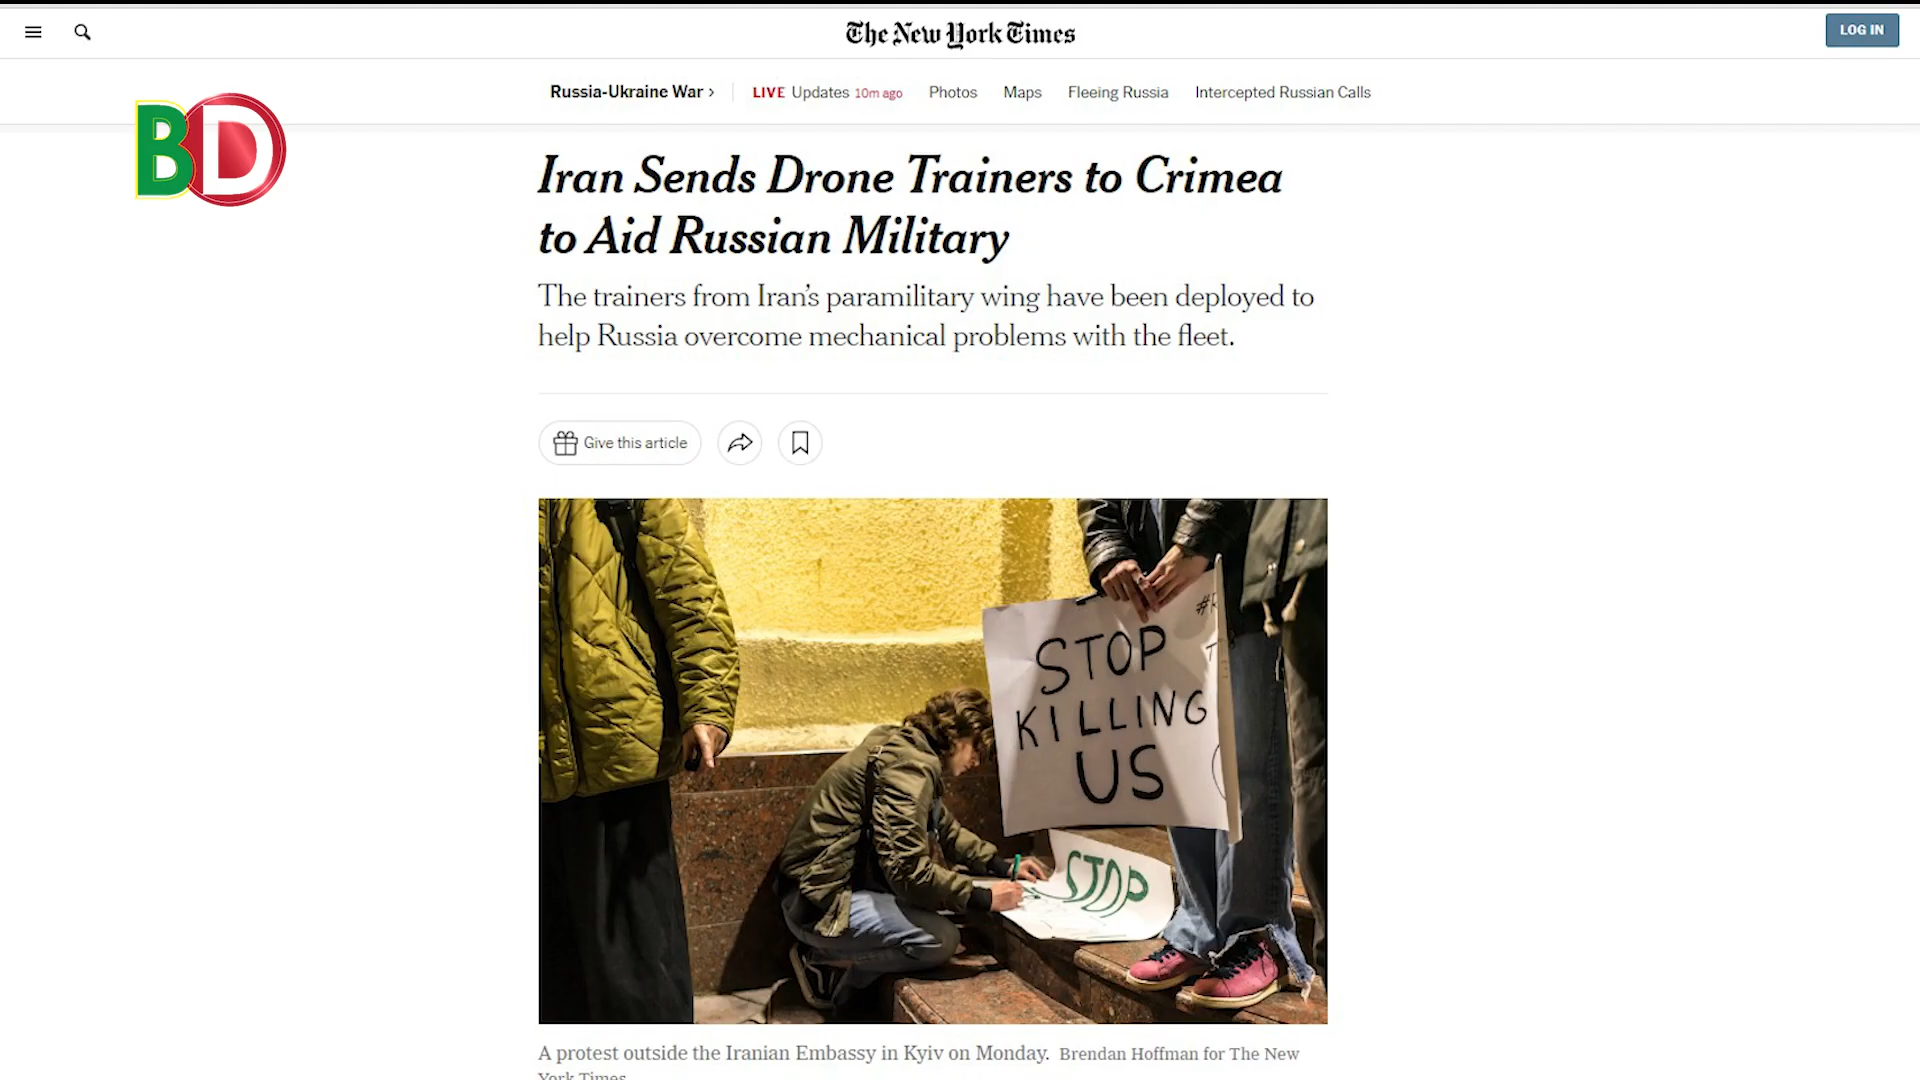 The New York Times
LOG IN
Russia-Ukraine War >
LIVE Updates 10m ago
Photos
Maps
Fleeing Russia
Intercepted Russian Calls
BD
Iran Sends Drone Trainers to Crimea
to Aid Russian Military
The trainers from Iran’s paramilitary wing have been deployed to
help Russia overcome mechanical problems with the fleet.
Give this article
STOP
KILLING
US
STOP
A protest outside the Iranian Embassy in Kyiv on Monday. Brendan Hoffman for The New
York Times